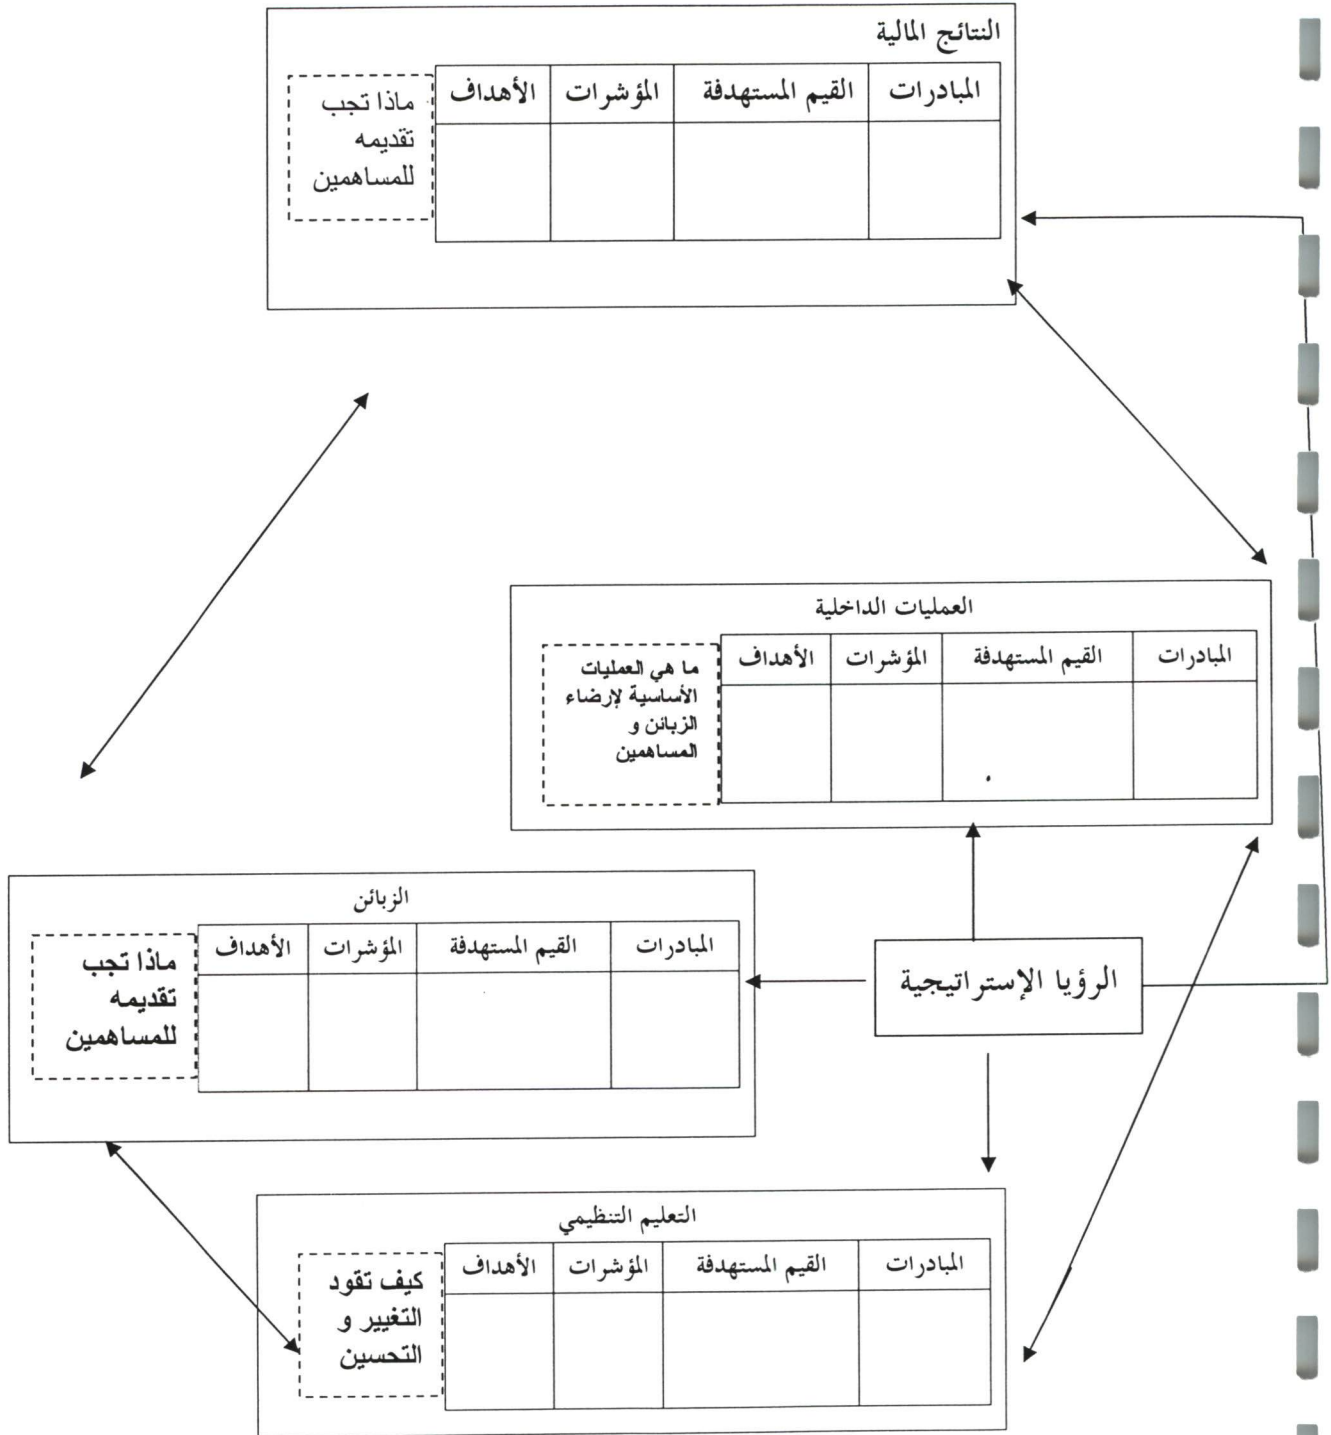 النتائج المالية
المبادرات
القيم المستهدفة
المؤشرات
الأهداف
ماذا تجب
تقديمه
للمساهمين
العمليات الداخلية
المبادرات
القيم المستهدفة
المؤشرات
الأهداف
ما هي العمليات
الأساسية لإرضاء
الزبائن و
المساهمين
الزبائن
المبادرات
القيم المستهدفة
المؤشرات
الأهداف
ماذا تجب
تقديمه
للمساهمين
الرؤيا الإستراتيجية
التعليم التنظيمي
المبادرات
القيم المستهدفة
المؤشرات
الأهداف
كيف تقود
التغيير و
التحسين